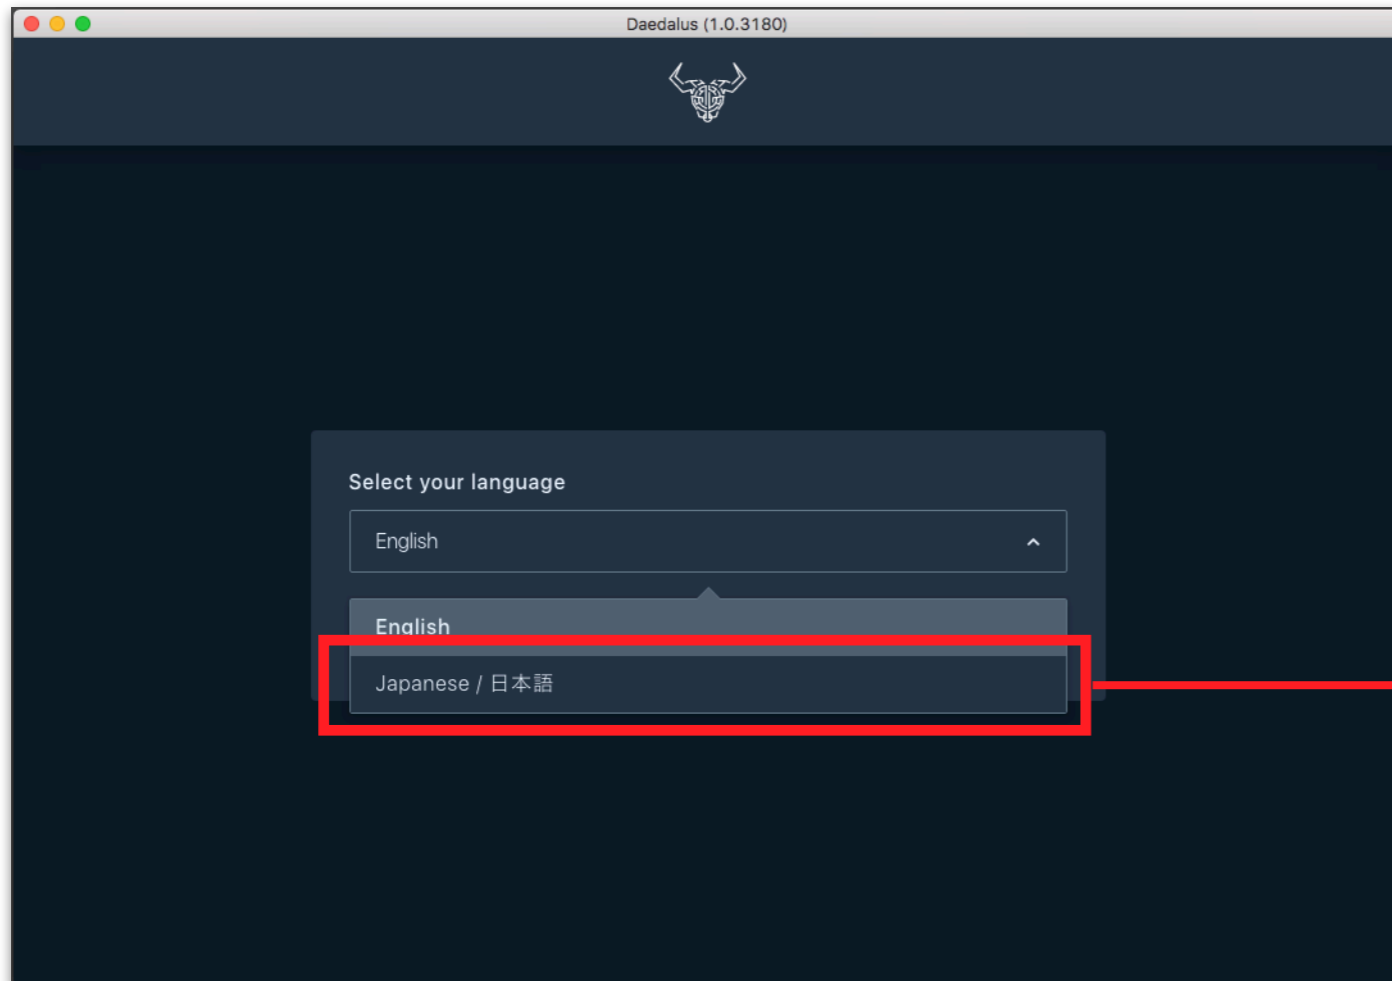 Daedalus (1.0.3180)
Select your language
English
English
Japanese / 日本語